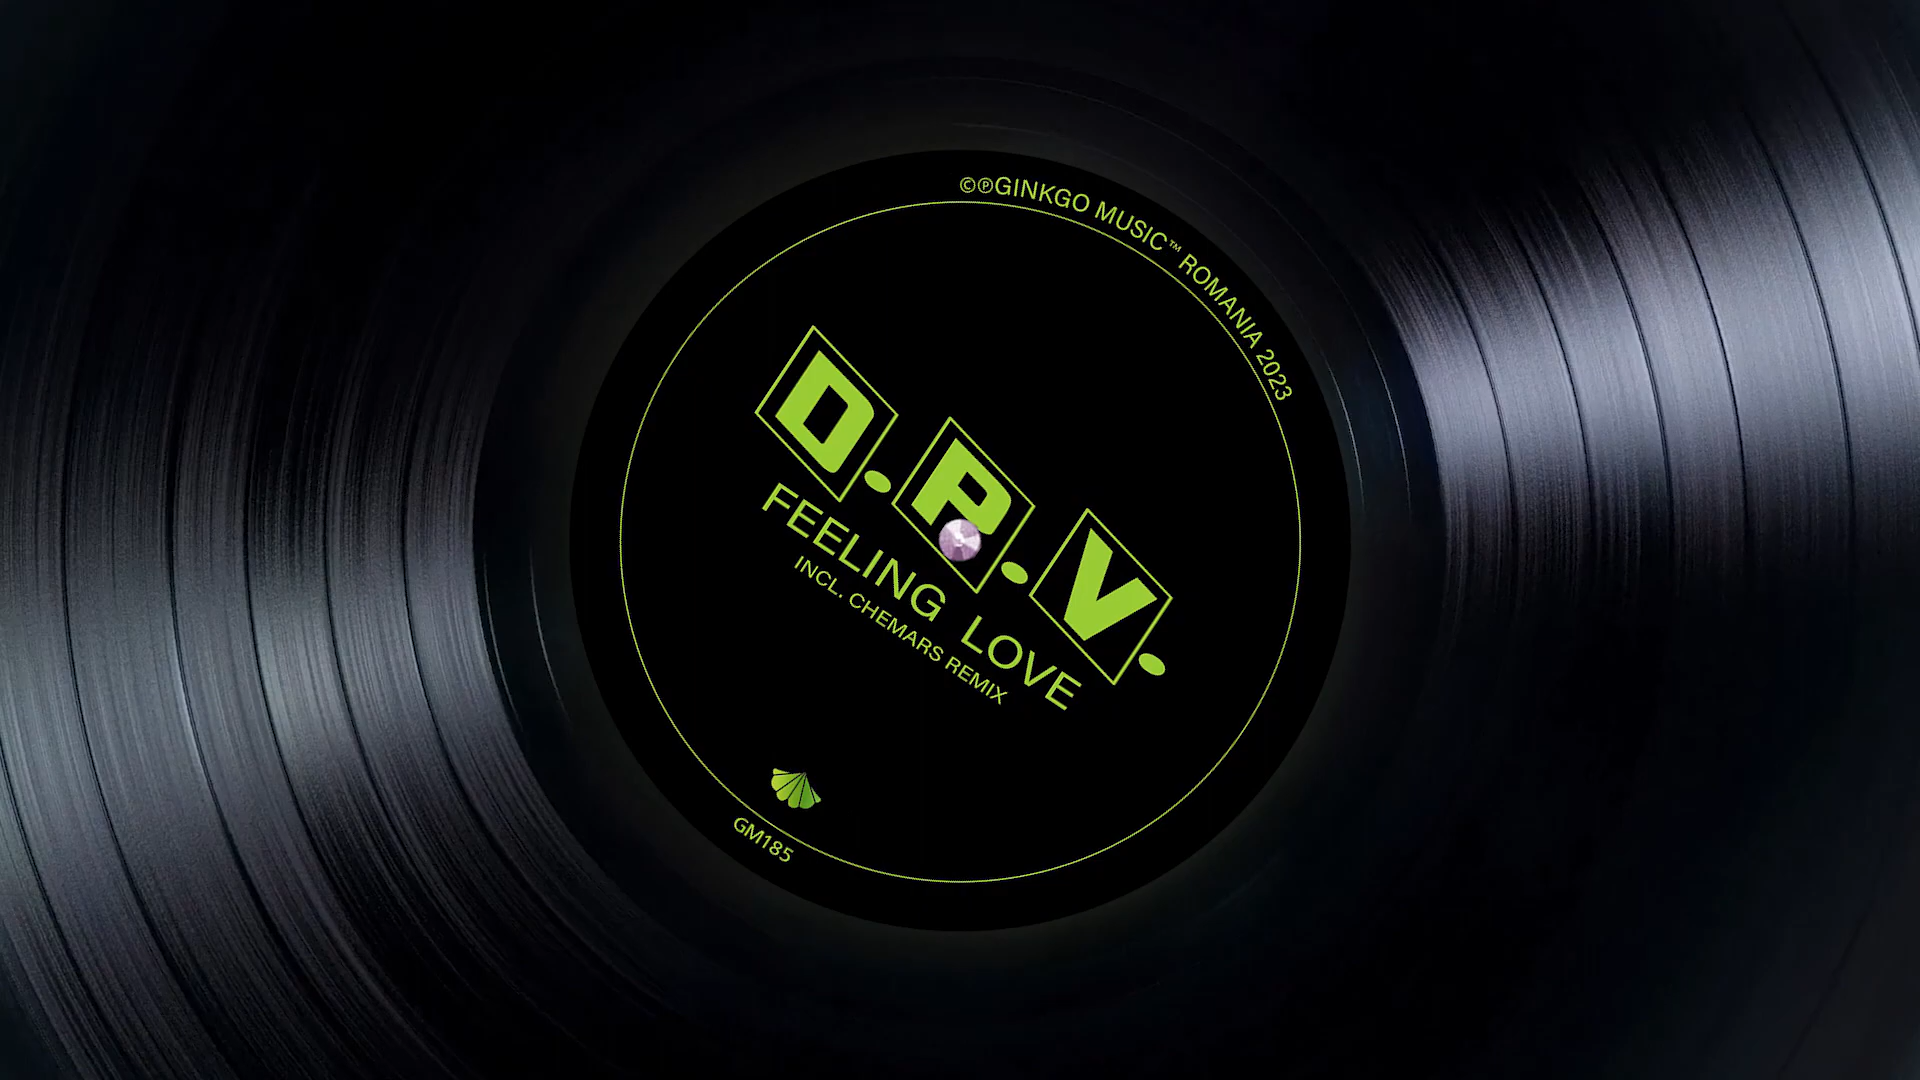 ©℗GINKGO MUSIC™ ROMANIA 2023
D.P.V.
FEELING LOVE
INCL. CHEMARS REMIX
GM185